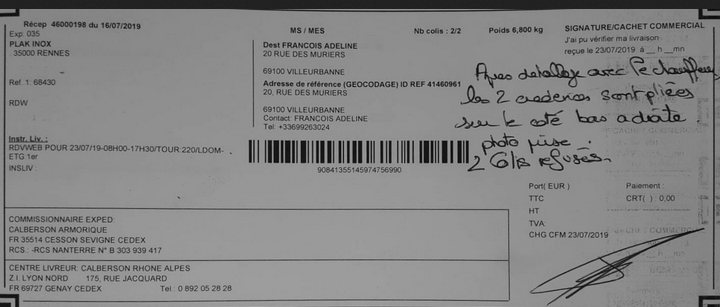 Récep 46000198 du 16/07/2019
MS / MES
Nb colis : 2/2
Poids 6,800 kg
SIGNATURE/CACHET COMMERCIAL
Exp: 035
PLAK INOX
35000 RENNES
Ref. 1: 68430
RDW
Instr. Liv. :
RDVWEB POUR 23/07/19-08H00-17H30/TOUR:220/LDOM-
ETG:1er
INSLIV :
Dest FRANCOIS ADELINE
20 RUE DES MURIERS
69100 VILLEURBANNE
Adresse de référence (GEOCODAGE) ID REF 41460961
20, RUE DES MURIERS
69100 VILLEURBANNE
Contact: FRANCOIS ADELINE
Tel: +33699263024
90841355145974756990
J'ai pu vérifier ma livraison
reçue le 23/07/2019 à __ h __mn
Apres detallage avec le chauffeur
les 2 credences sont pliees
sur le coté bas a droite.
photo prise.
2 Colis refusés.
Port( EUR )
Paiement :
TTC
CRT( ) : 0,00
HT
TVA:
CHG CFM 23/07/2019
COMMISSIONNAIRE EXPED:
CALBERSON ARMORIQUE
FR 35514 CESSON SEVIGNE CEDEX
RCS : -RCS NANTERRE N° B 303 939 417
CENTRE LIVREUR: CALBERSON RHONE ALPES
Z.I. LYON NORD 175, RUE JACQUARD
FR 69727 GENAY CEDEX Tel : 0 892 05 28 28